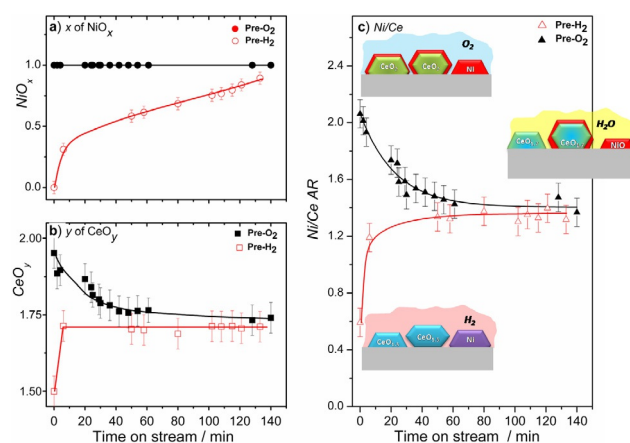 a) x of NiOx
Pre-O2
Pre-H2
1.0
0.5
0.0
NiOx
b) y of CeOy
Pre-O2
Pre-H2
2.00
1.75
1.50
CeOy
0 20 40 60 80 100 120 140
Time on stream / min
c) Ni/Ce
Pre-H2
Pre-O2
O2
Ni
H2O
NiO
H2
Ni
2.4
2.0
1.6
1.2
0.8
0.4
0.0
Ni/Ce AR
0 20 40 60 80 100 120 140
Time on stream / min